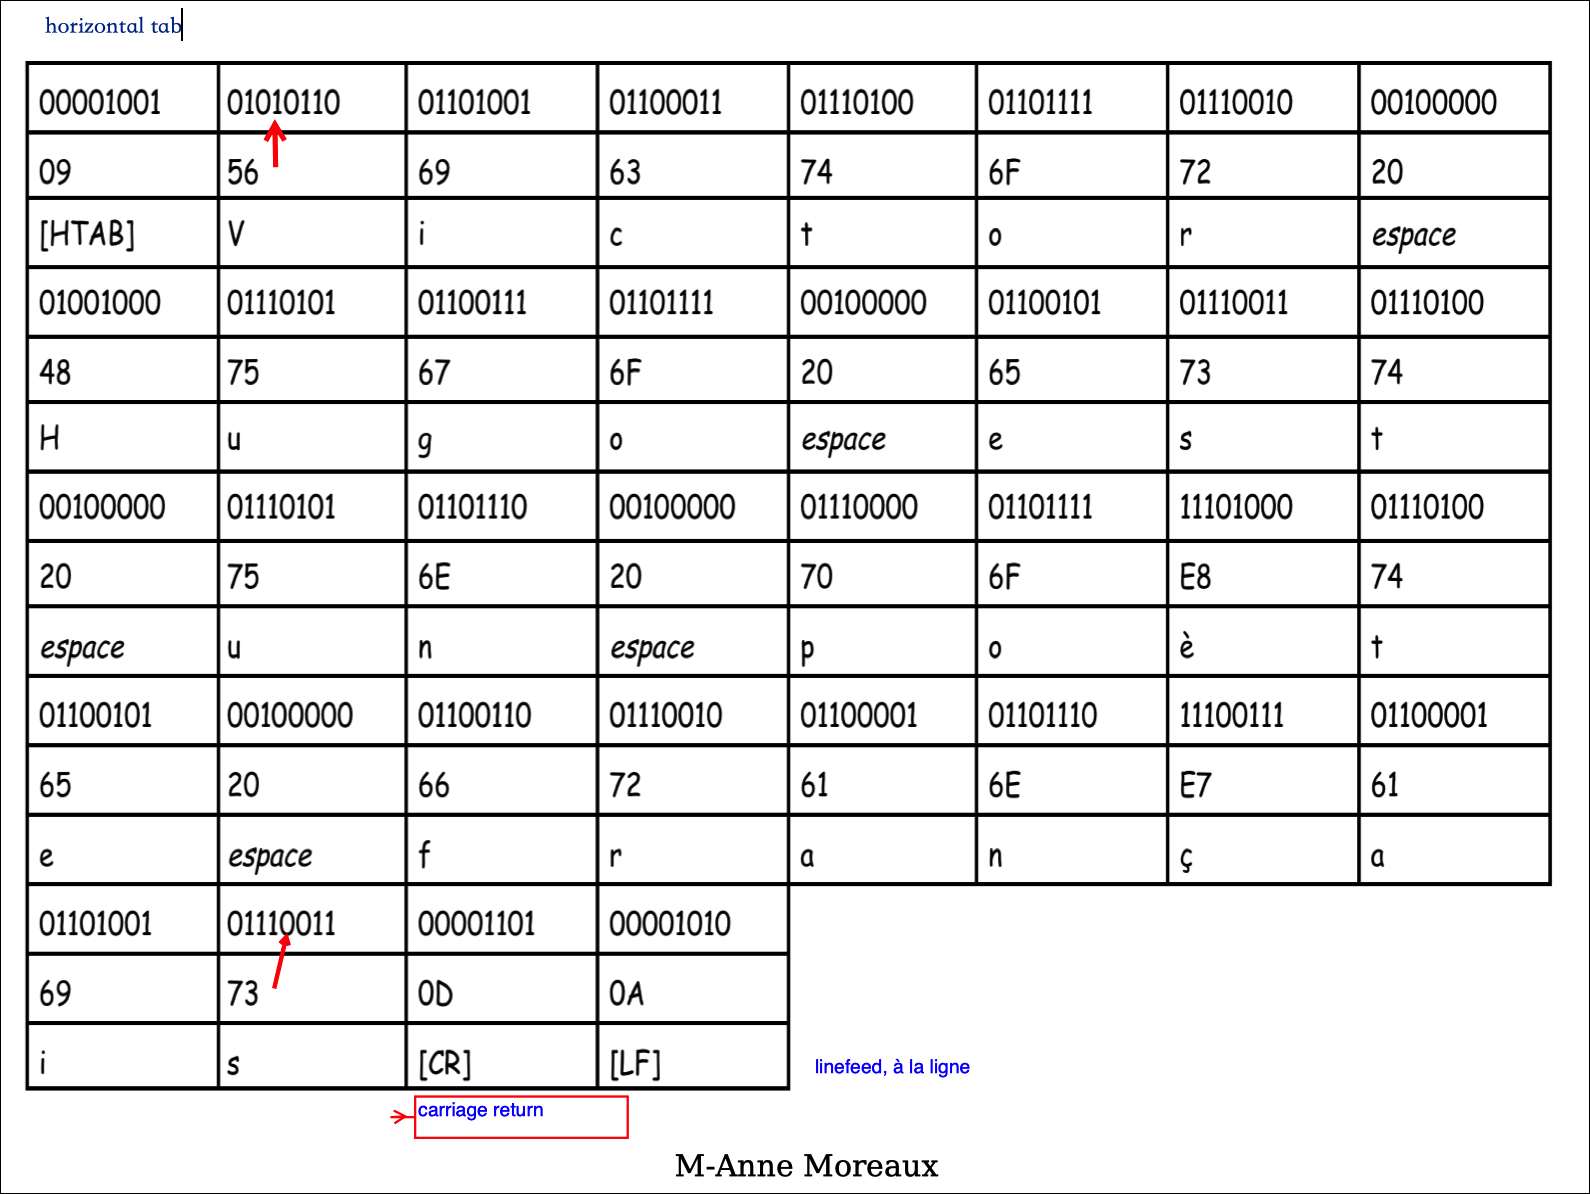 horizontal tab
00001001 01010110 01101001 01100011 01110100 01101111 01110010 00100000
09 56 69 63 74 6F 72 20
[HTAB] V i c t o r espace
01001000 01110101 01100111 01101111 00100000 01100101 01110011 01110100
48 75 67 6F 20 65 73 74
H u g o espace e s t
00100000 01110101 01101110 00100000 01110000 01101111 11101000 01110100
20 75 6E 20 70 6F E8 74
espace u n espace p o è t
01100101 00100000 01100110 01110010 01100001 01101110 11100111 01100001
65 20 66 72 61 6E E7 61
e espace f r a n ç a
01101001 01110011 00001101 00001010
69 73 0D 0A
i s [CR] [LF] linefeed, à la ligne
carriage return
M-Anne Moreaux